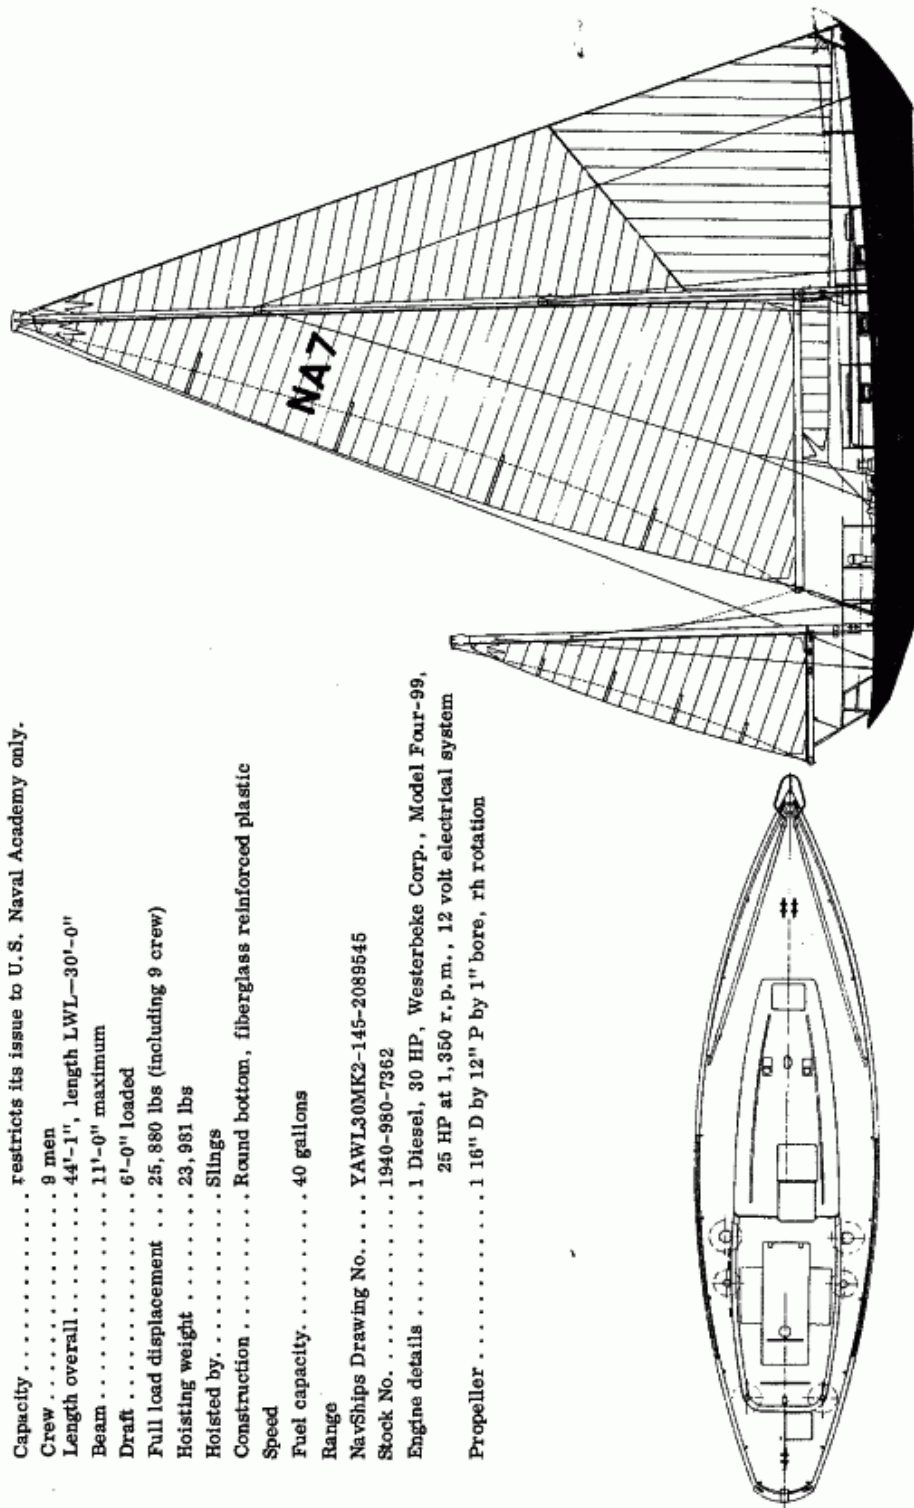 Capacity . . . . . . . . . . . . . . restricts its issue to U.S. Naval Academy only.
Crew . . . . . . . . . . . . . 9 men
Length overall . . . . . . . . 44'-1", length LWL—30'-0"
Beam . . . . . . . . . . . . . 11'-0" maximum
Draft . . . . . . . . . . . . . 6'-0" loaded
Full load displacement . . . 25,880 lbs (including 9 crew)
Hoisting weight . . . . . . . 23,981 lbs
Hoisted by. . . . . . . . . . . Slings
Construction . . . . . . . . . Round bottom, fiberglass reinforced plastic
Speed
Fuel capacity. . . . . . . . . 40 gallons
Range
NavShips Drawing No. . . . YAWL30MK2-145-2089545
Stock No. . . . . . . . . . . . 1940-980-7362
Engine details . . . . . . . . . 1 Diesel, 30 HP, Westerbeke Corp., Model Four-99,
25 HP at 1,350 r.p.m., 12 volt electrical system
Propeller . . . . . . . . . . . 1 16" D by 12" P by 1" bore, rh rotation
NA7